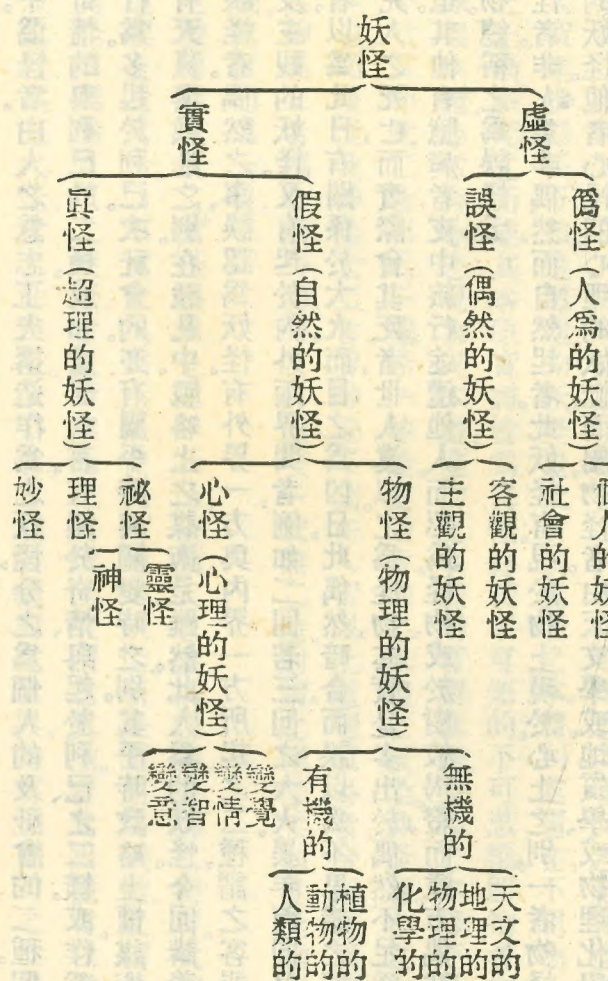 妖怪
虛怪
實怪
僞怪（人爲的妖怪）
誤怪（偶然的妖怪）
假怪（自然的妖怪）
眞怪（超理的妖怪）
個人的妖怪
社會的妖怪
客觀的妖怪
主觀的妖怪
物怪（物理的妖怪）
心怪（心理的妖怪）
祕怪
理怪
妙怪
靈怪
神怪
無機的
有機的
變覺
變情
變智
變意
天文的
地理的
物理的
化學的
植物的
動物的
人類的